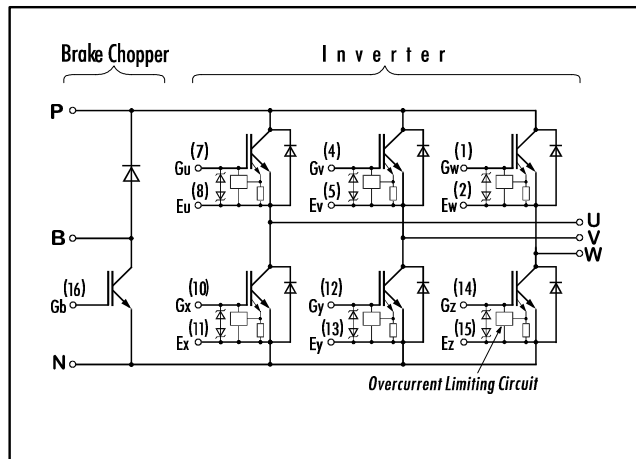 Brake Chopper
Inverter
P
(7)
(4)
(1)
Gu
Gv
Gw
(8)
(5)
(2)
Eu
Ev
Ew
U
B
V
W
(16)
(10)
(12)
(14)
Gb
Gx
Gy
Gz
(11)
(13)
(15)
Ex
Ey
Ez
N
Overcurrent Limiting Circuit